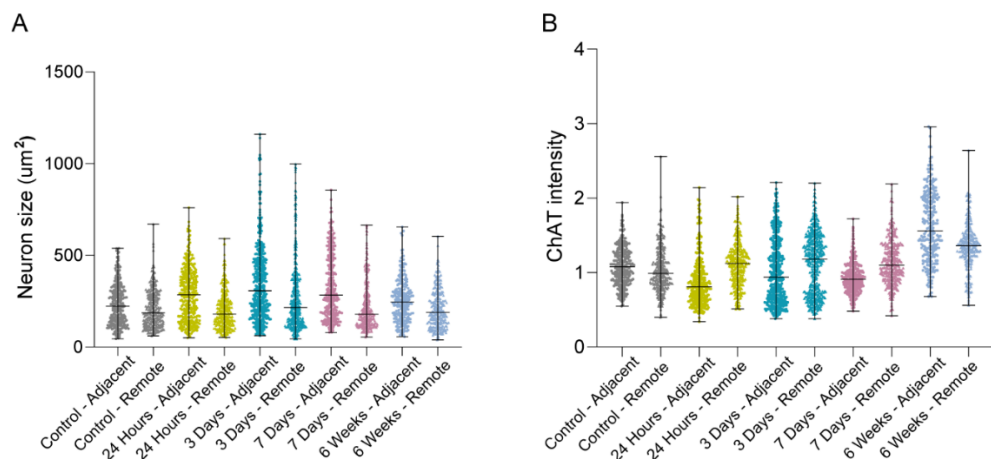 A
Neuron size (um²)
1500
1000
500
0
Control - Adjacent
Control - Remote
24 Hours - Adjacent
24 Hours - Remote
3 Days - Adjacent
3 Days - Remote
7 Days - Adjacent
7 Days - Remote
6 Weeks - Adjacent
6 Weeks - Remote
B
ChAT intensity
4
3
2
1
0
Control - Adjacent
Control - Remote
24 Hours - Adjacent
24 Hours - Remote
3 Days - Adjacent
3 Days - Remote
7 Days - Adjacent
7 Days - Remote
6 Weeks - Adjacent
6 Weeks - Remote